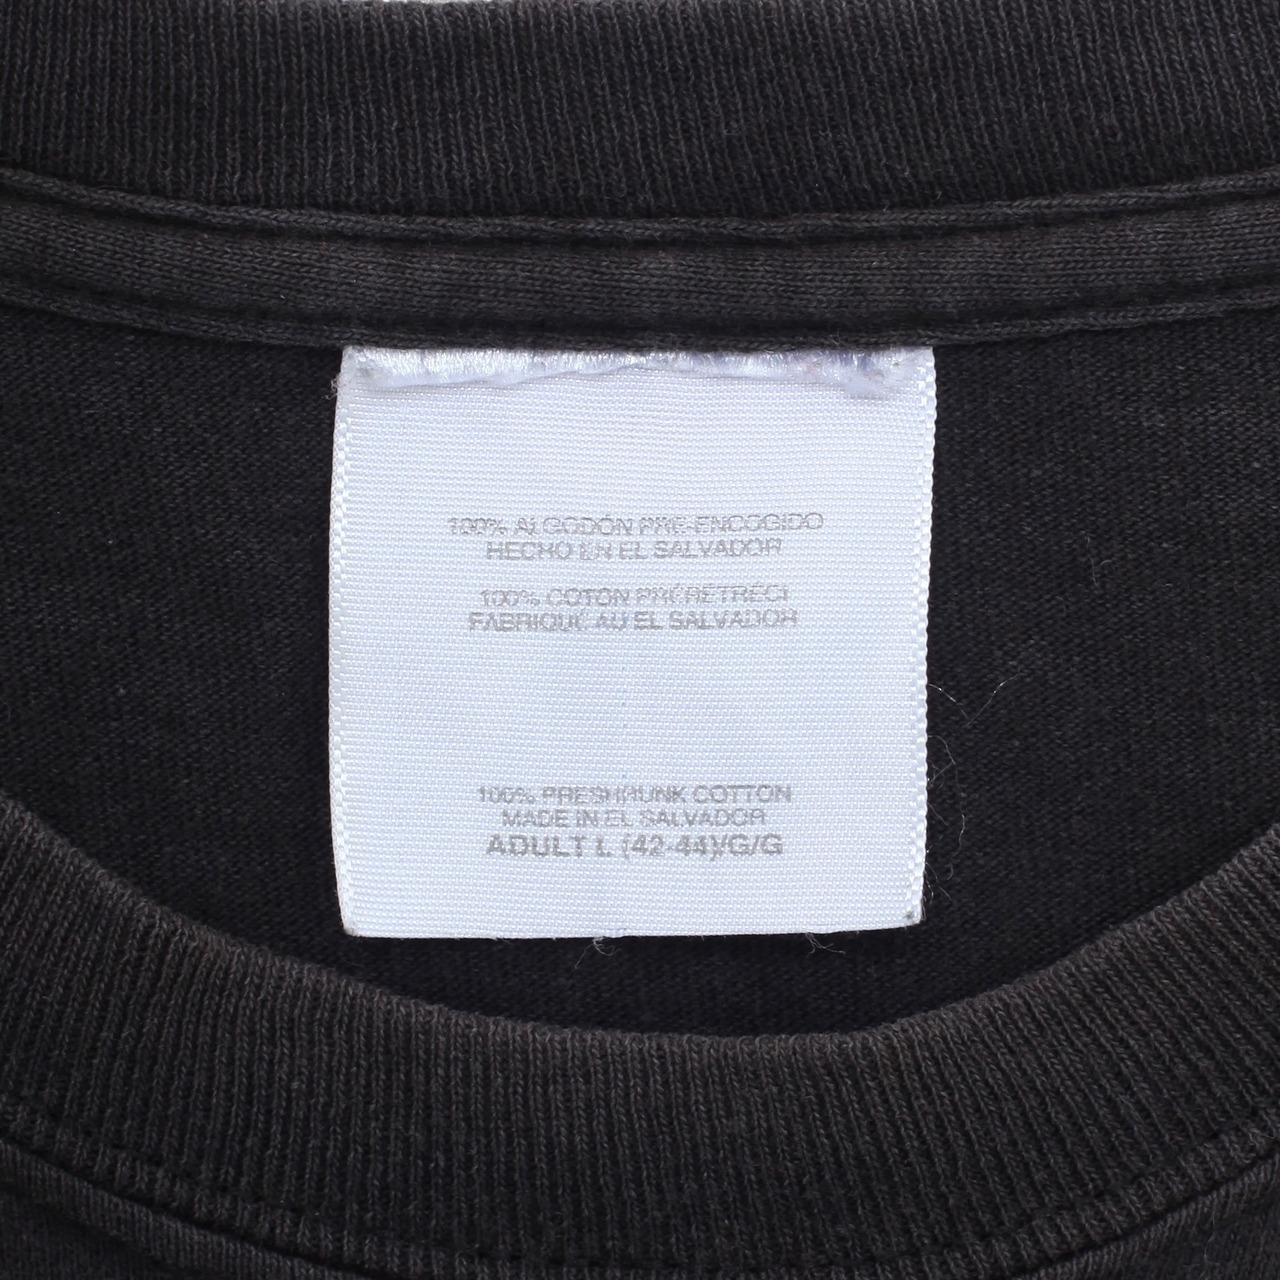 100% ALGODÓN PRE-ENCOGIDO
HECHO EN EL SALVADOR
100% COTON PRÉRÉTRÉCI
FABRIQUÉ AU EL SALVADOR
100% PRESHRUNK COTTON
MADE IN EL SALVADOR
ADULT L (42-44)/G/G